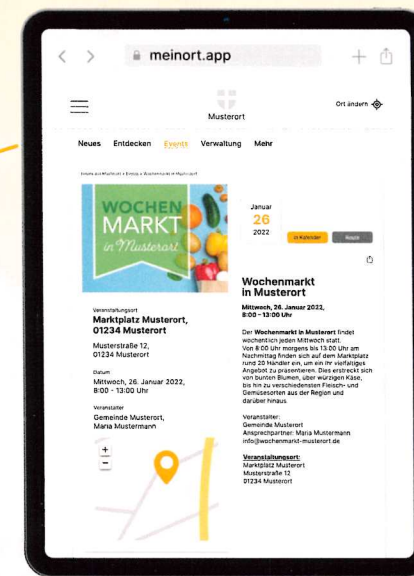 meinort.app
Musterort
Ort ändern
Neues Entdecken Events Verwaltung Mehr
WOCHEN
MARKT
in Musterort
Veranstaltungsort
Marktplatz Musterort,
01234 Musterort
Musterstraße 12,
01234 Musterort
Datum
Mittwoch, 26. Januar 2022,
8:00 - 13:00 Uhr
Veranstalter
Gemeinde Musterort,
Maria Mustermann
+
−
Januar
26
2022
in Kalender
Route
Wochenmarkt
in Musterort
Mittwoch, 26. Januar 2022,
8:00 - 13:00 Uhr
Der Wochenmarkt in Musterort findet
wöchentlich jeden Mittwoch statt.
Von 8:00 Uhr morgens bis 13:00 Uhr am
Nachmittag finden sich auf dem Marktplatz
rund 20 Händler ein, um ein ihr vielfältiges
Angebot zu präsentieren. Dies erstreckt sich
von bunten Blumen, über würzigen Käse,
bis hin zu verschiedensten Fleisch- und
Gemüsesorten aus der Region und
darüber hinaus.
Veranstalter:
Gemeinde Musterort
Ansprechpartner: Maria Mustermann
info@wochenmarkt-musterort.de
Veranstaltungsort:
Marktplatz Musterort
Musterstraße 12
01234 Musterort